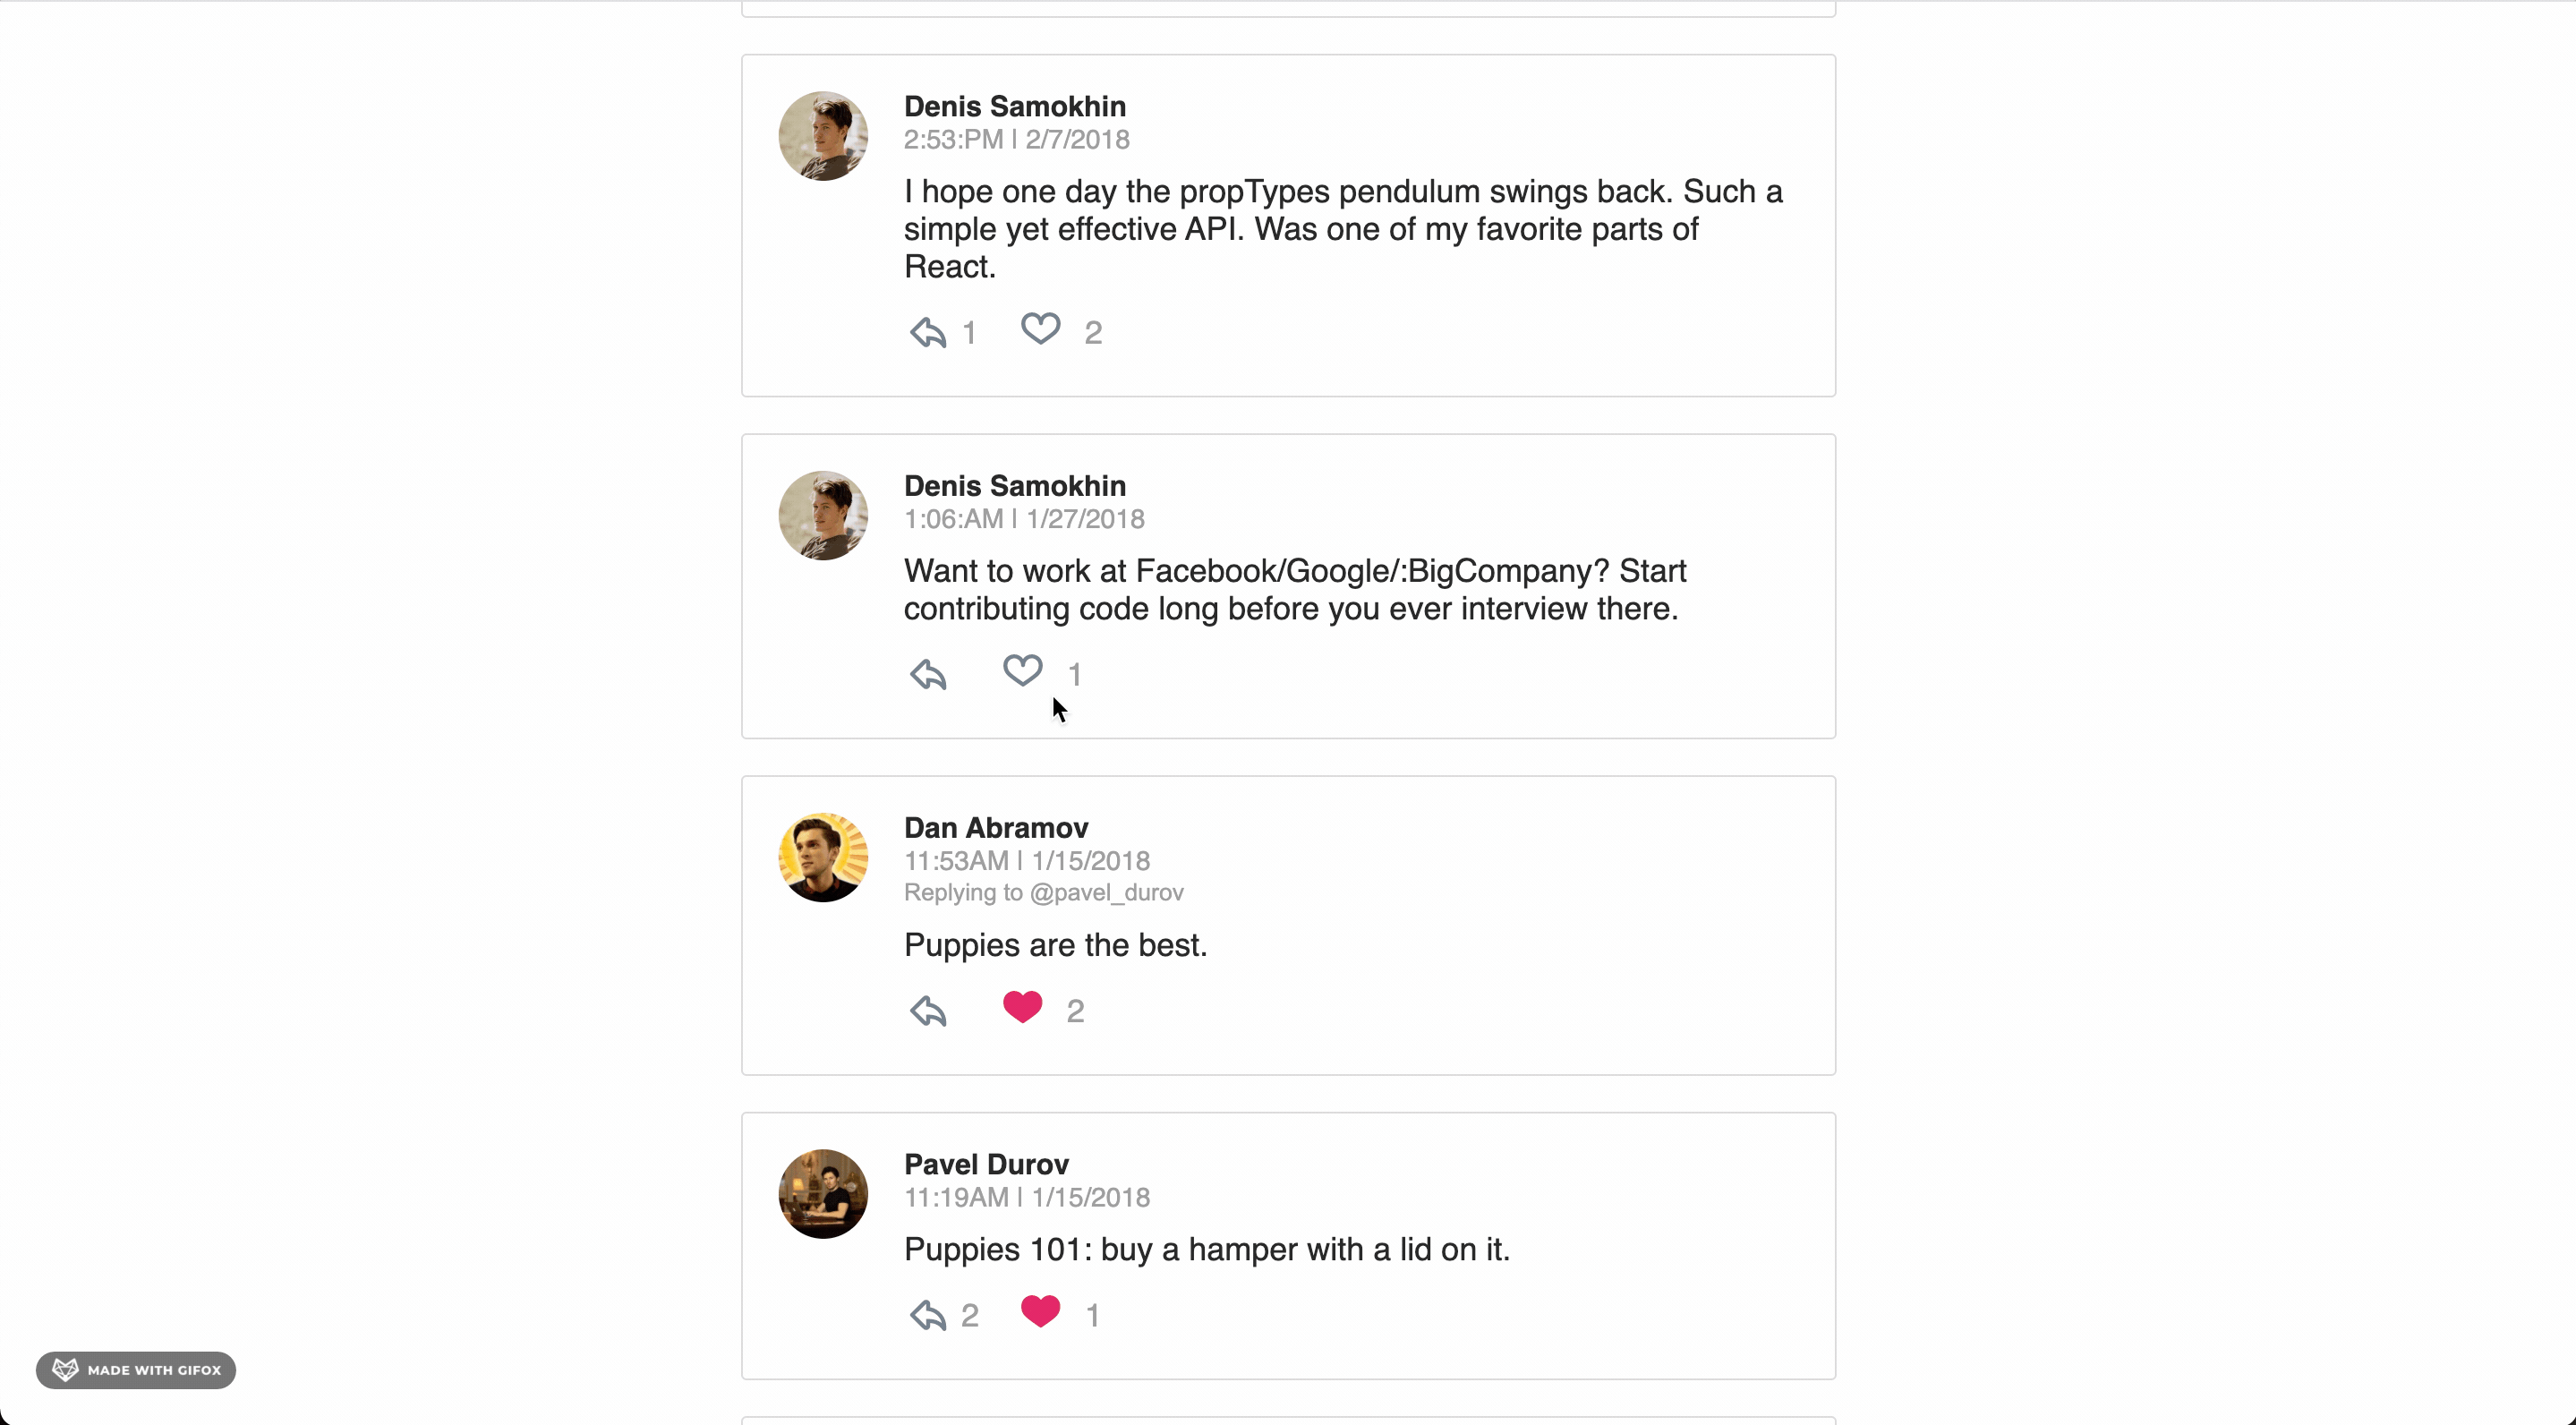 Denis Samokhin
2:53:PM | 2/7/2018
I hope one day the propTypes pendulum swings back. Such a
simple yet effective API. Was one of my favorite parts of
React.
1 2
Denis Samokhin
1:06:AM | 1/27/2018
Want to work at Facebook/Google/:BigCompany? Start
contributing code long before you ever interview there.
1
Dan Abramov
11:53AM | 1/15/2018
Replying to @pavel_durov
Puppies are the best.
2
Pavel Durov
11:19AM | 1/15/2018
Puppies 101: buy a hamper with a lid on it.
2 1
MADE WITH GIFOX